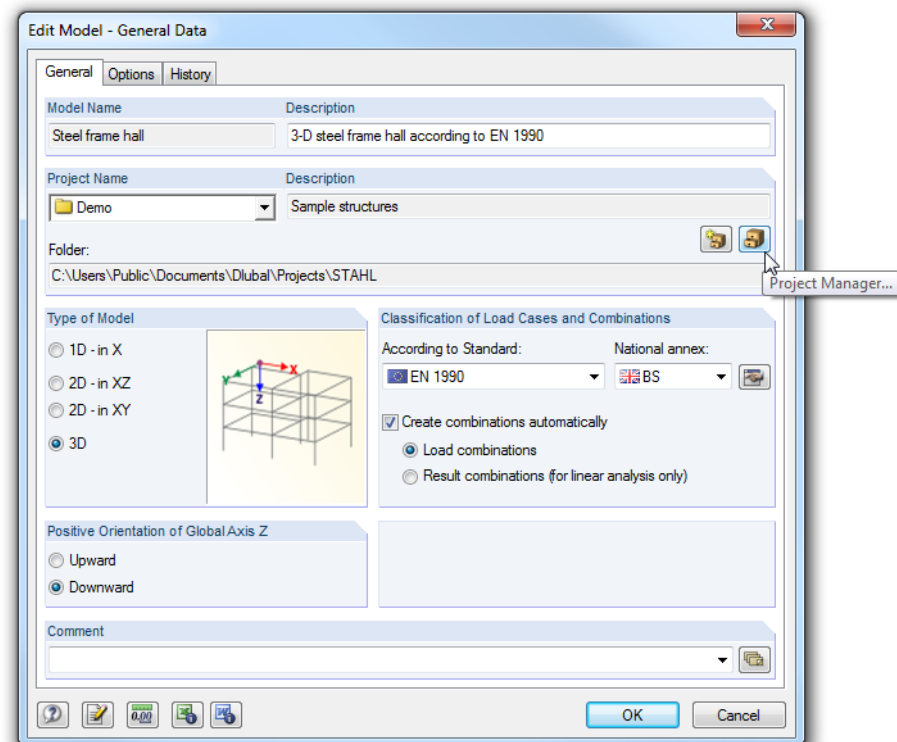 Edit Model - General Data
General Options History
Model Name Description
Steel frame hall 3-D steel frame hall according to EN 1990
Project Name Description
Demo Sample structures
Folder:
C:\Users\Public\Documents\Dlubal\Projects\STAHL
Project Manager...
Type of Model Classification of Load Cases and Combinations
1D - in X According to Standard: National annex:
2D - in XZ EN 1990 BS
2D - in XY Create combinations automatically
3D Load combinations
Result combinations (for linear analysis only)
X
Y
Z
Positive Orientation of Global Axis Z
Upward
Downward
Comment
0.00
OK Cancel